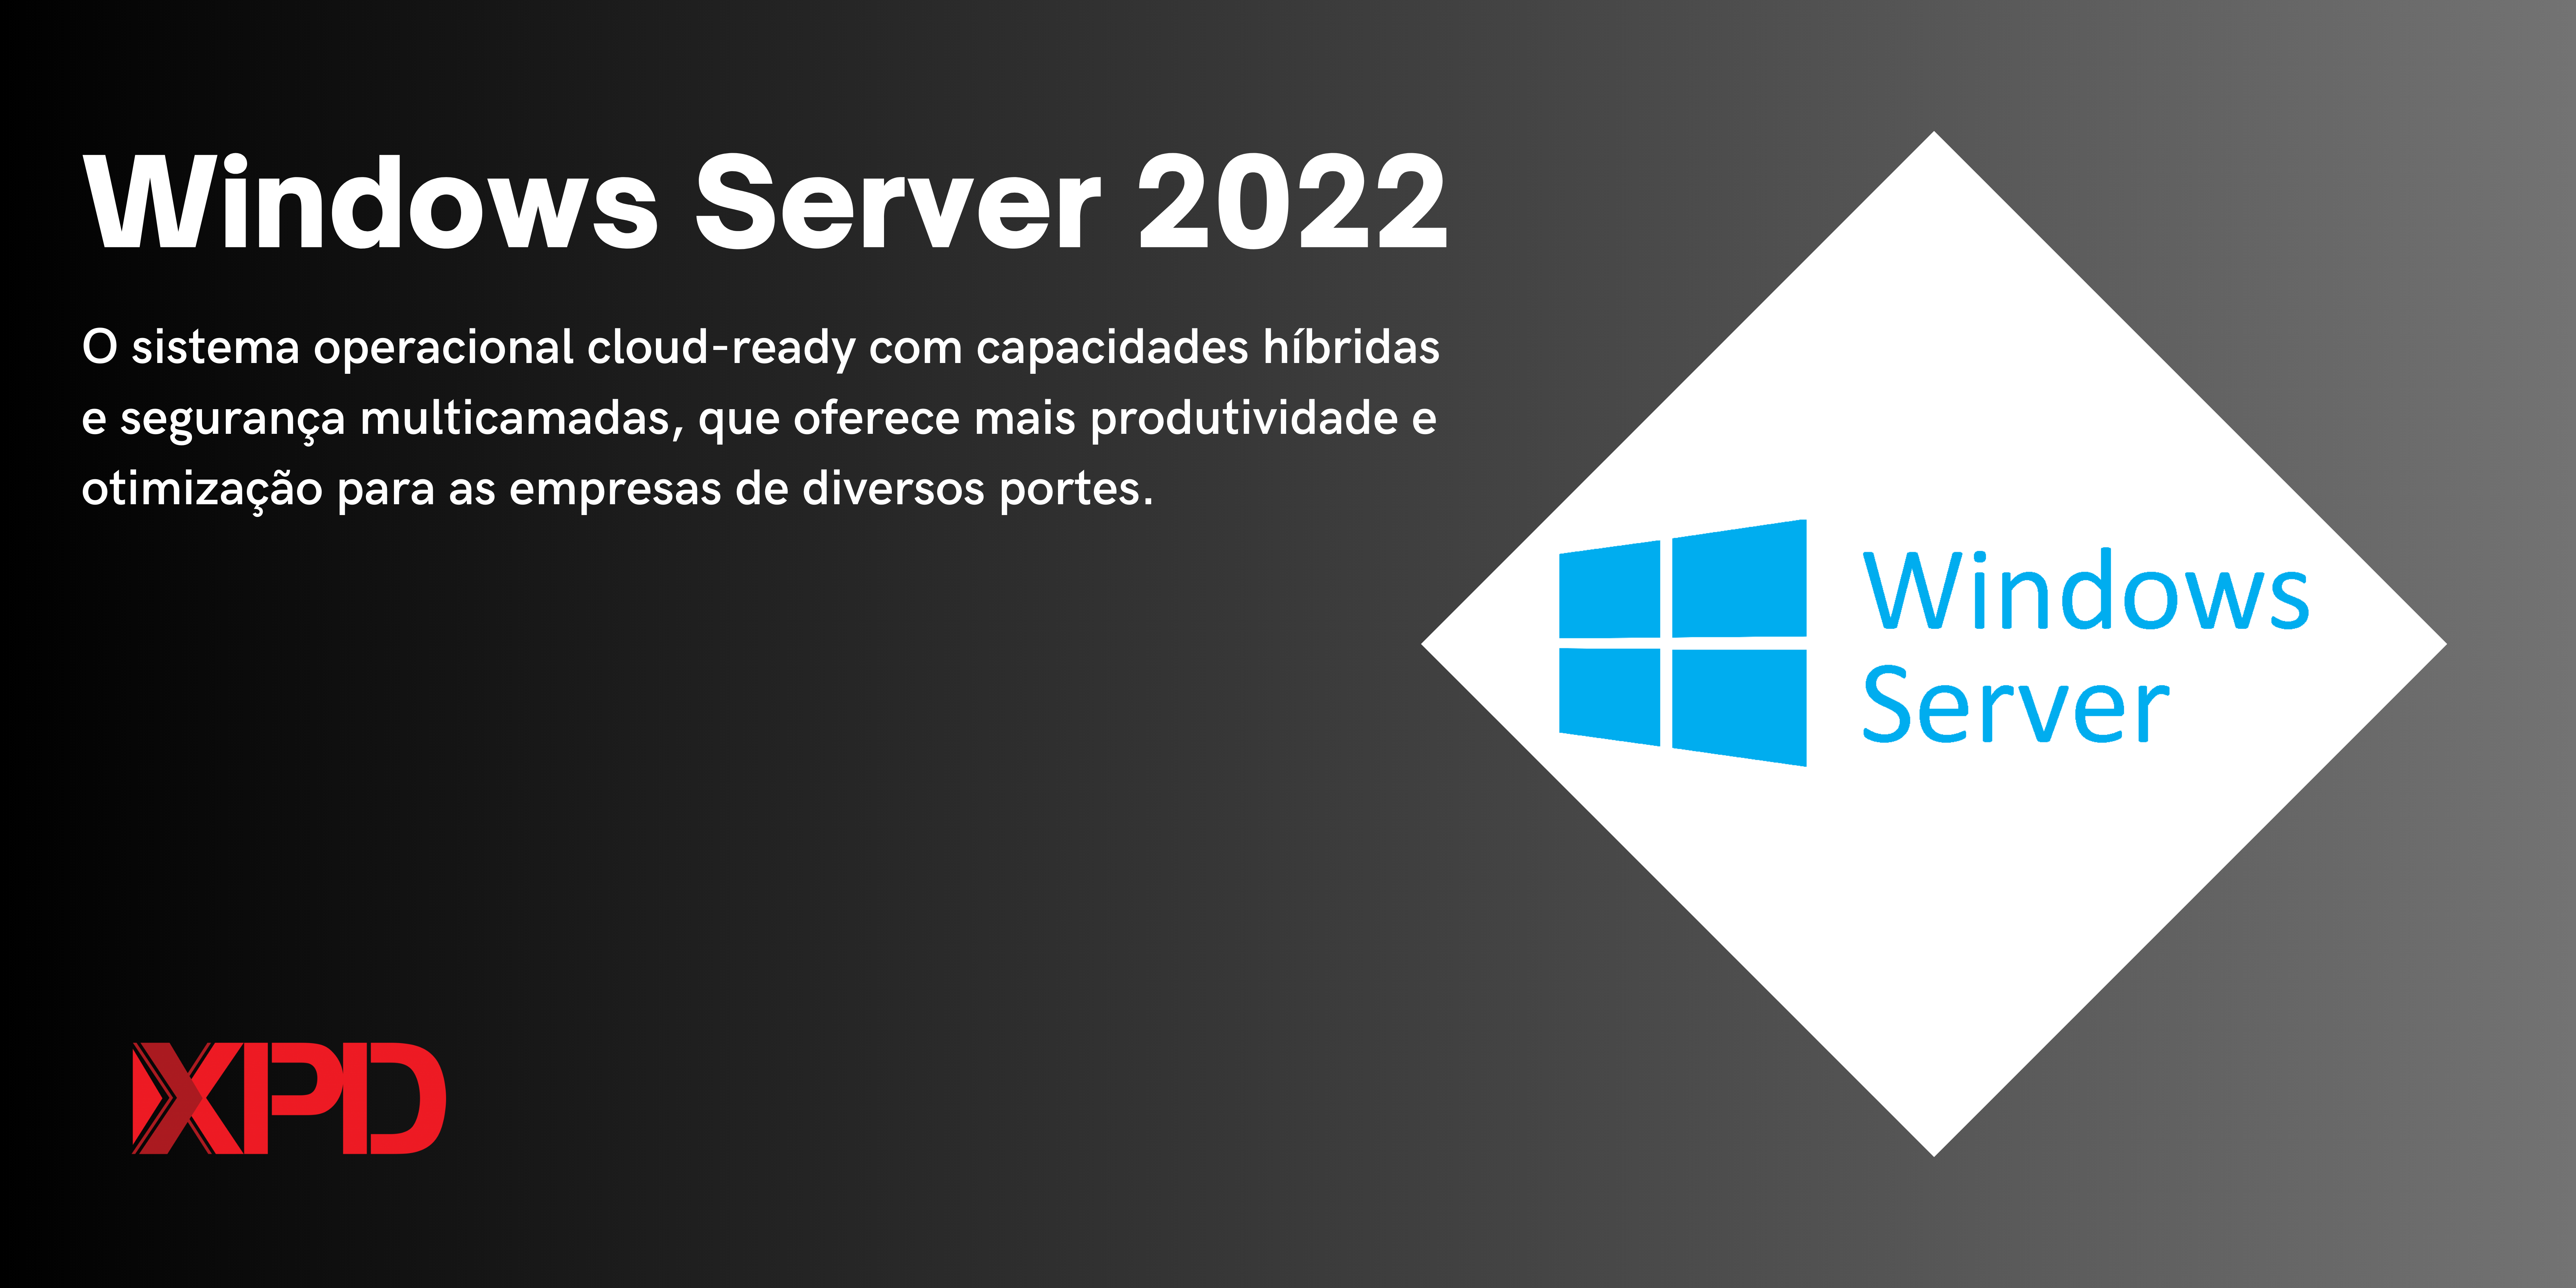 Windows Server 2022
O sistema operacional cloud-ready com capacidades híbridas
e segurança multicamadas, que oferece mais produtividade e
otimização para as empresas de diversos portes.
Windows
Server
XPD